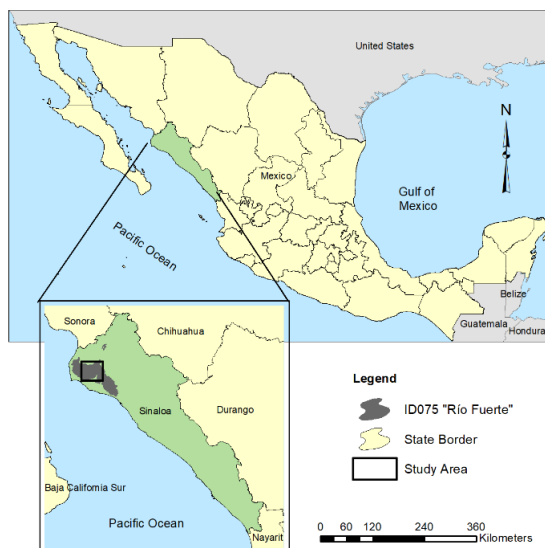 United States
N
Mexico
Gulf of
Mexico
Pacific Ocean
Belize
Guatemala
Hondura
Sonora
Chihuahua
Sinaloa
Durango
Baja California Sur
Pacific Ocean
Nayarit
Legend
ID075 "Río Fuerte"
State Border
Study Area
0 60 120 240 360
Kilometers